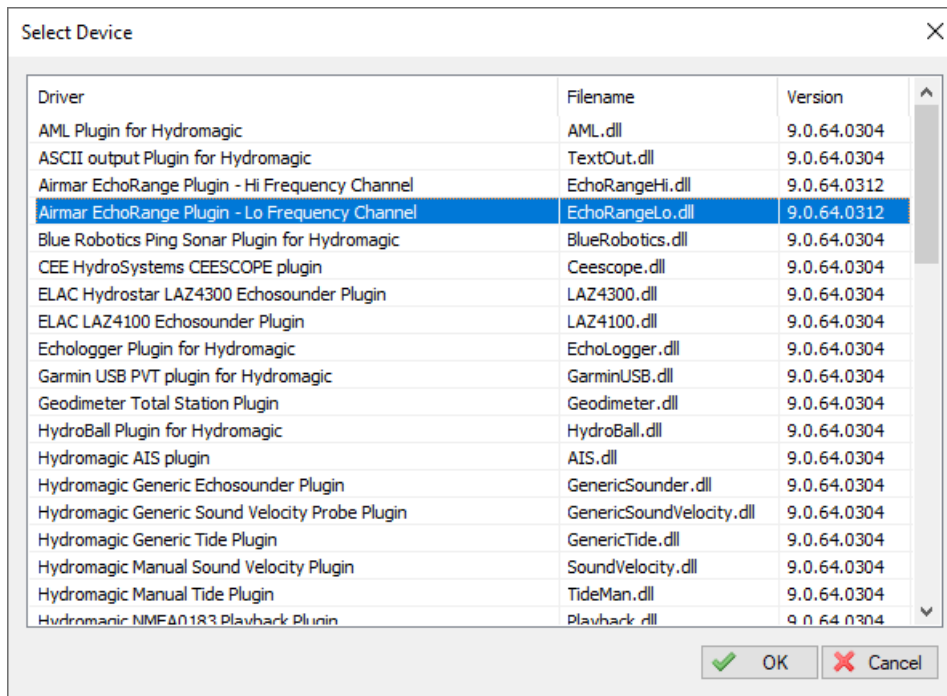 Select Device
Driver Filename Version
AML Plugin for Hydromagic AML.dll 9.0.64.0304
ASCII output Plugin for Hydromagic TextOut.dll 9.0.64.0304
Airmar EchoRange Plugin - Hi Frequency Channel EchoRangeHi.dll 9.0.64.0312
Airmar EchoRange Plugin - Lo Frequency Channel EchoRangeLo.dll 9.0.64.0312
Blue Robotics Ping Sonar Plugin for Hydromagic BlueRobotics.dll 9.0.64.0304
CEE HydroSystems CEESCOPE plugin Ceescope.dll 9.0.64.0304
ELAC Hydrostar LAZ4300 Echosounder Plugin LAZ4300.dll 9.0.64.0304
ELAC LAZ4100 Echosounder Plugin LAZ4100.dll 9.0.64.0304
Echologger Plugin for Hydromagic EchoLogger.dll 9.0.64.0304
Garmin USB PVT plugin for Hydromagic GarminUSB.dll 9.0.64.0304
Geodimeter Total Station Plugin Geodimeter.dll 9.0.64.0304
HydroBall Plugin for Hydromagic HydroBall.dll 9.0.64.0304
Hydromagic AIS plugin AIS.dll 9.0.64.0304
Hydromagic Generic Echosounder Plugin GenericSounder.dll 9.0.64.0304
Hydromagic Generic Sound Velocity Probe Plugin GenericSoundVelocity.dll 9.0.64.0304
Hydromagic Generic Tide Plugin GenericTide.dll 9.0.64.0304
Hydromagic Manual Sound Velocity Plugin SoundVelocity.dll 9.0.64.0304
Hydromagic Manual Tide Plugin TideMan.dll 9.0.64.0304
Hydromagic NMEA0183 Playback Plugin Playback.dll 9.0.64.0304
OK Cancel